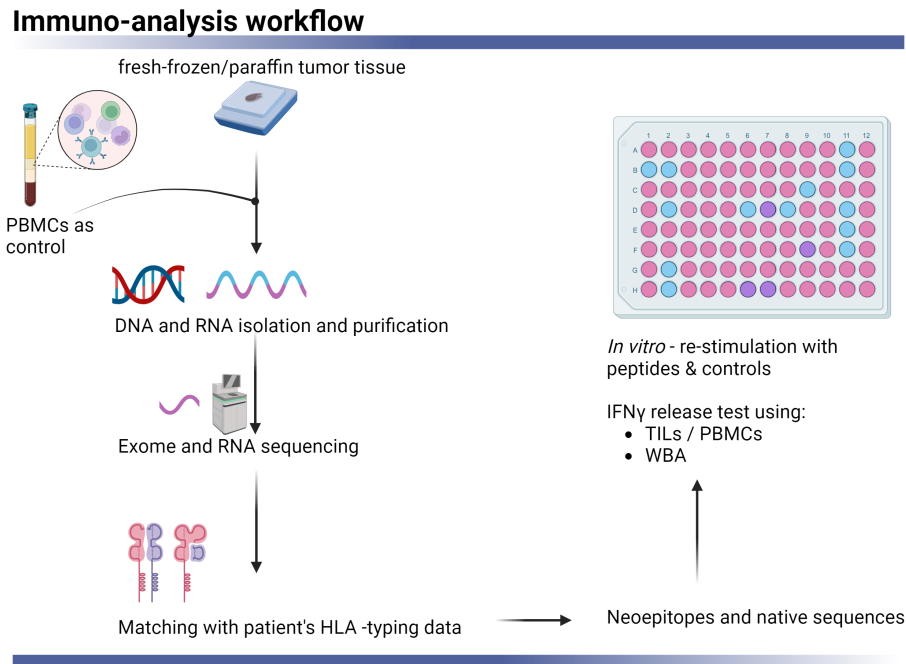 Immuno-analysis workflow
fresh-frozen/paraffin tumor tissue
PBMCs as
control
DNA and RNA isolation and purification
Exome and RNA sequencing
Matching with patient's HLA -typing data
Neoepitopes and native sequences
1 2 3 4 5 6 7 8 9 10 11 12
A
B
C
D
E
F
G
H
In vitro - re-stimulation with
peptides & controls
IFNγ release test using:
• TILs / PBMCs
• WBA